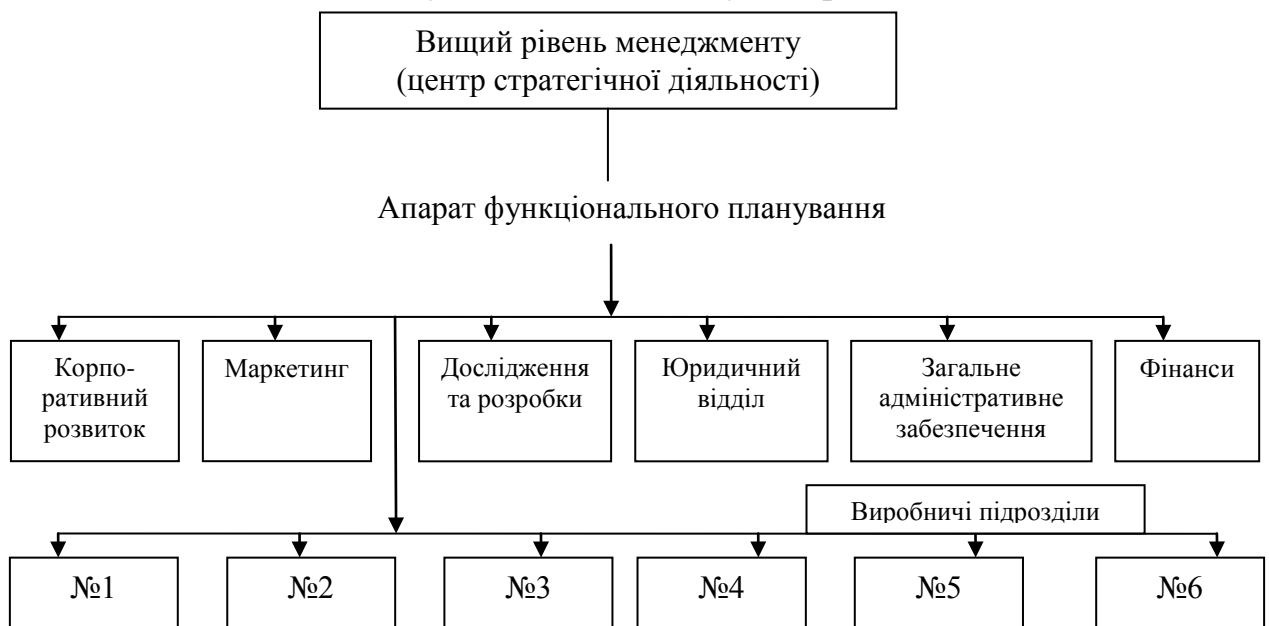 Вищий рівень менеджменту
(центр стратегічної діяльності)
Апарат функціонального планування
Корпо-
ративний
розвиток
Маркетинг
Дослідження
та розробки
Юридичний
відділ
Загальне
адміністративне
забезпечення
Фінанси
Виробничі підрозділи
№1
№2
№3
№4
№5
№6